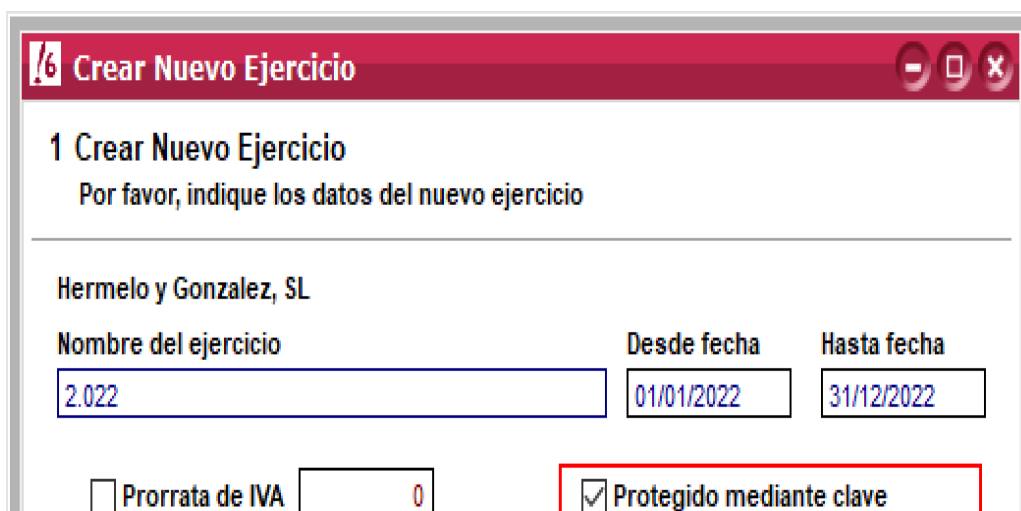 Crear Nuevo Ejercicio
1 Crear Nuevo Ejercicio
Por favor, indique los datos del nuevo ejercicio
Hermelo y Gonzalez, SL
Nombre del ejercicio Desde fecha Hasta fecha
2.022 01/01/2022 31/12/2022
Prorrata de IVA 0 Protegido mediante clave